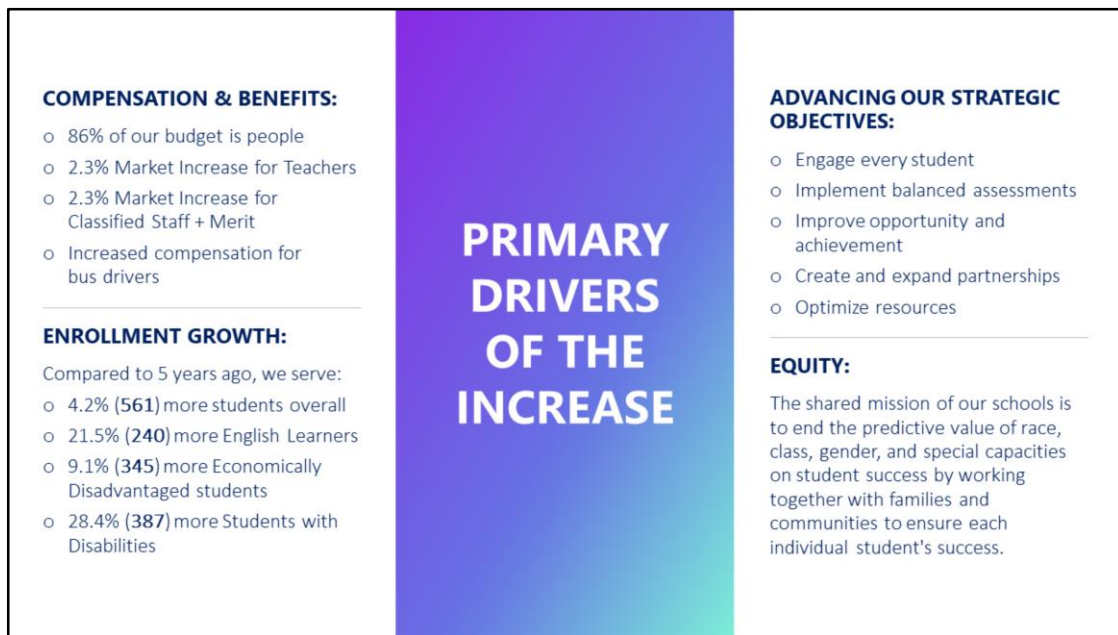 COMPENSATION & BENEFITS:
o 86% of our budget is people
o 2.3% Market Increase for Teachers
o 2.3% Market Increase for
Classified Staff + Merit
o Increased compensation for
bus drivers
ENROLLMENT GROWTH:
Compared to 5 years ago, we serve:
o 4.2% (561) more students overall
o 21.5% (240) more English Learners
o 9.1% (345) more Economically
Disadvantaged students
o 28.4% (387) more Students with
Disabilities
PRIMARY
DRIVERS
OF THE
INCREASE
ADVANCING OUR STRATEGIC
OBJECTIVES:
o Engage every student
o Implement balanced assessments
o Improve opportunity and
achievement
o Create and expand partnerships
o Optimize resources
EQUITY:
The shared mission of our schools is
to end the predictive value of race,
class, gender, and special capacities
on student success by working
together with families and
communities to ensure each
individual student's success.